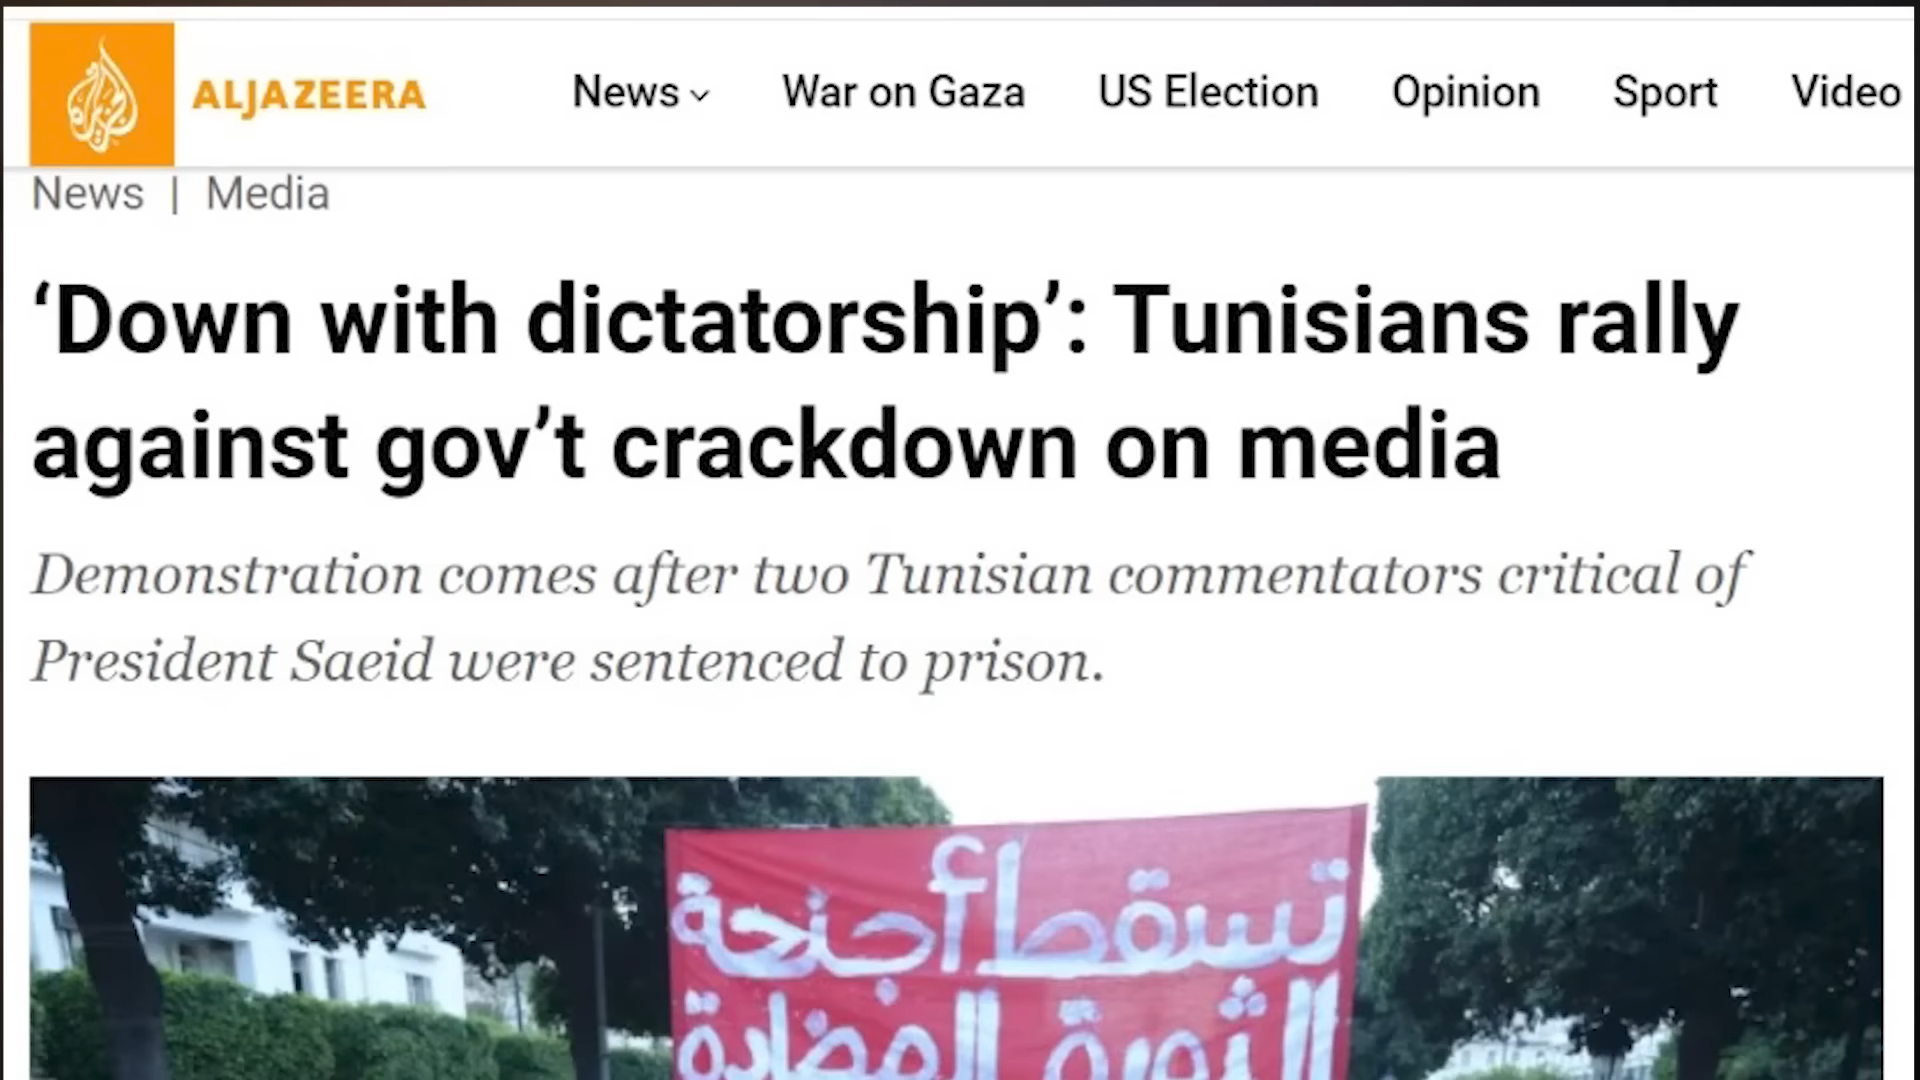 ALJAZEERA
News
War on Gaza
US Election
Opinion
Sport
Video
News | Media
‘Down with dictatorship’: Tunisians rally
against gov’t crackdown on media
Demonstration comes after two Tunisian commentators critical of
President Saeid were sentenced to prison.
تسقط أجنحة
الثورة المضادة